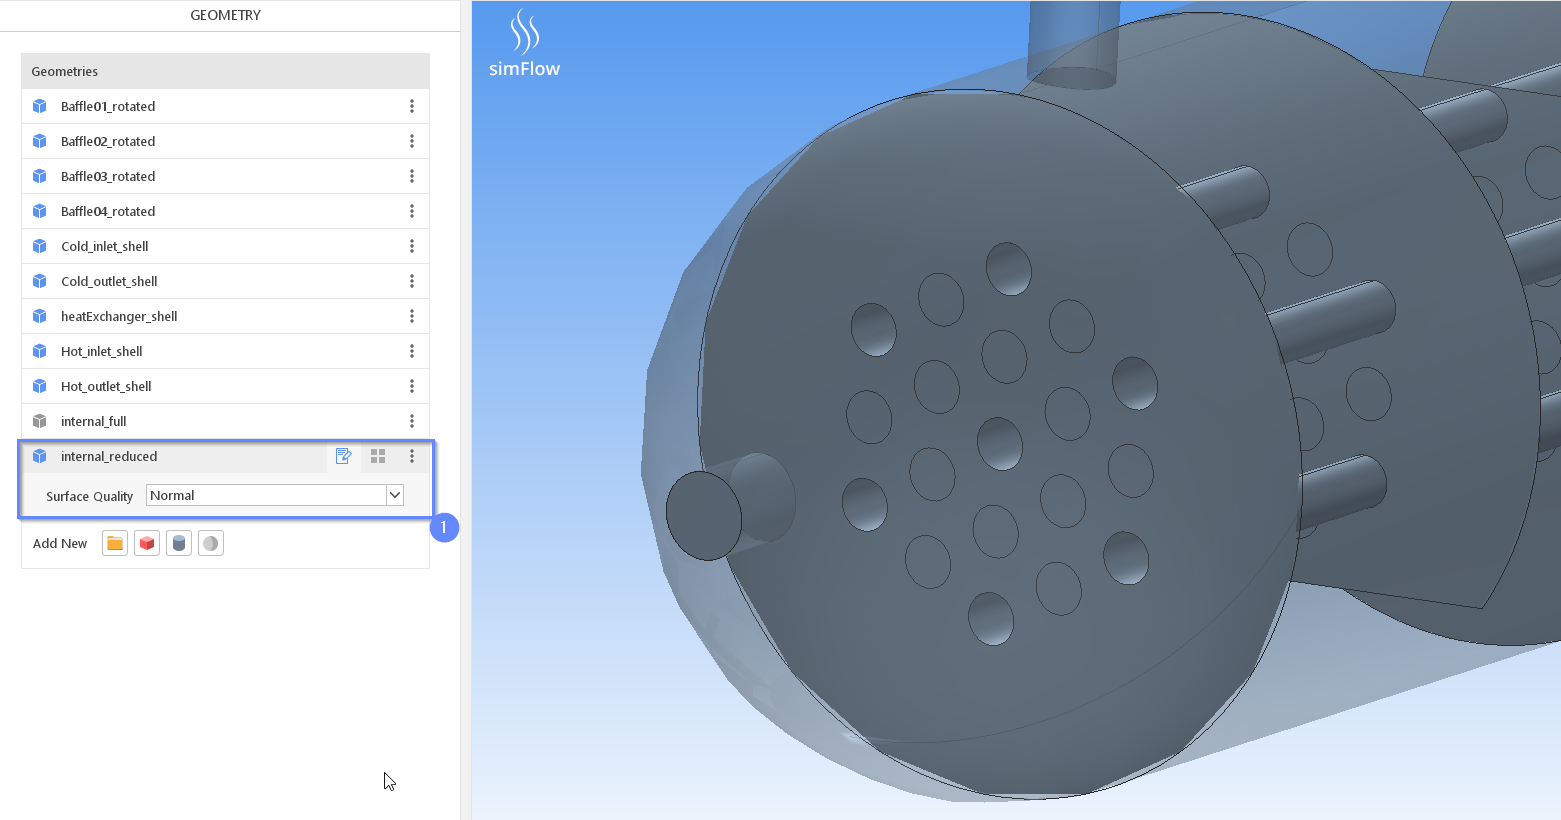 GEOMETRY
Geometries
Baffle01_rotated
Baffle02_rotated
Baffle03_rotated
Baffle04_rotated
Cold_inlet_shell
Cold_outlet_shell
heatExchanger_shell
Hot_inlet_shell
Hot_outlet_shell
internal_full
internal_reduced
Surface Quality Normal
1
Add New
simFlow